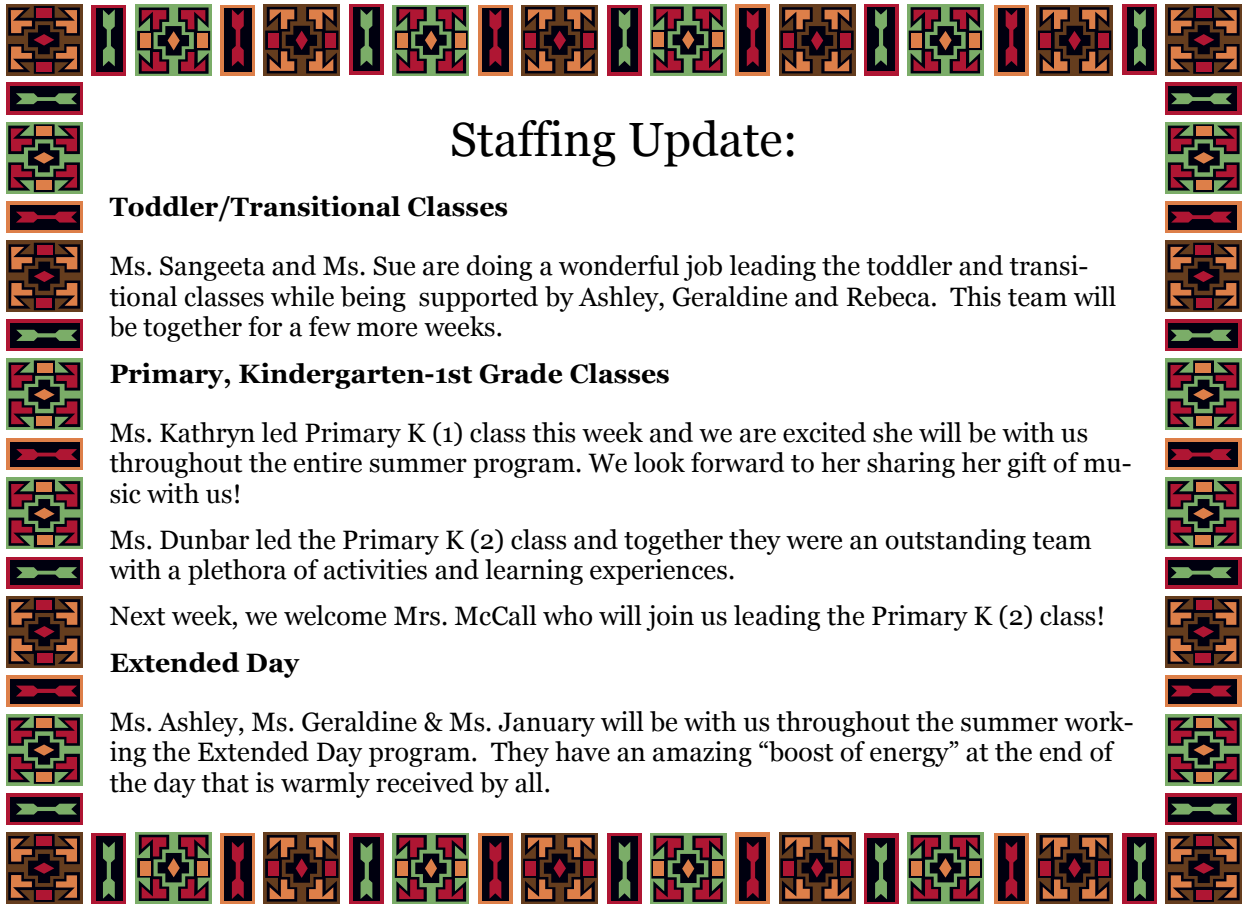 Staffing Update:
Toddler/Transitional Classes
Ms. Sangeeta and Ms. Sue are doing a wonderful job leading the toddler and transi-
tional classes while being  supported by Ashley, Geraldine and Rebeca.  This team will
be together for a few more weeks.
Primary, Kindergarten-1st Grade Classes
Ms. Kathryn led Primary K (1) class this week and we are excited she will be with us
throughout the entire summer program. We look forward to her sharing her gift of mu-
sic with us!
Ms. Dunbar led the Primary K (2) class and together they were an outstanding team
with a plethora of activities and learning experiences.
Next week, we welcome Mrs. McCall who will join us leading the Primary K (2) class!
Extended Day
Ms. Ashley, Ms. Geraldine & Ms. January will be with us throughout the summer work-
ing the Extended Day program.  They have an amazing “boost of energy” at the end of
the day that is warmly received by all.